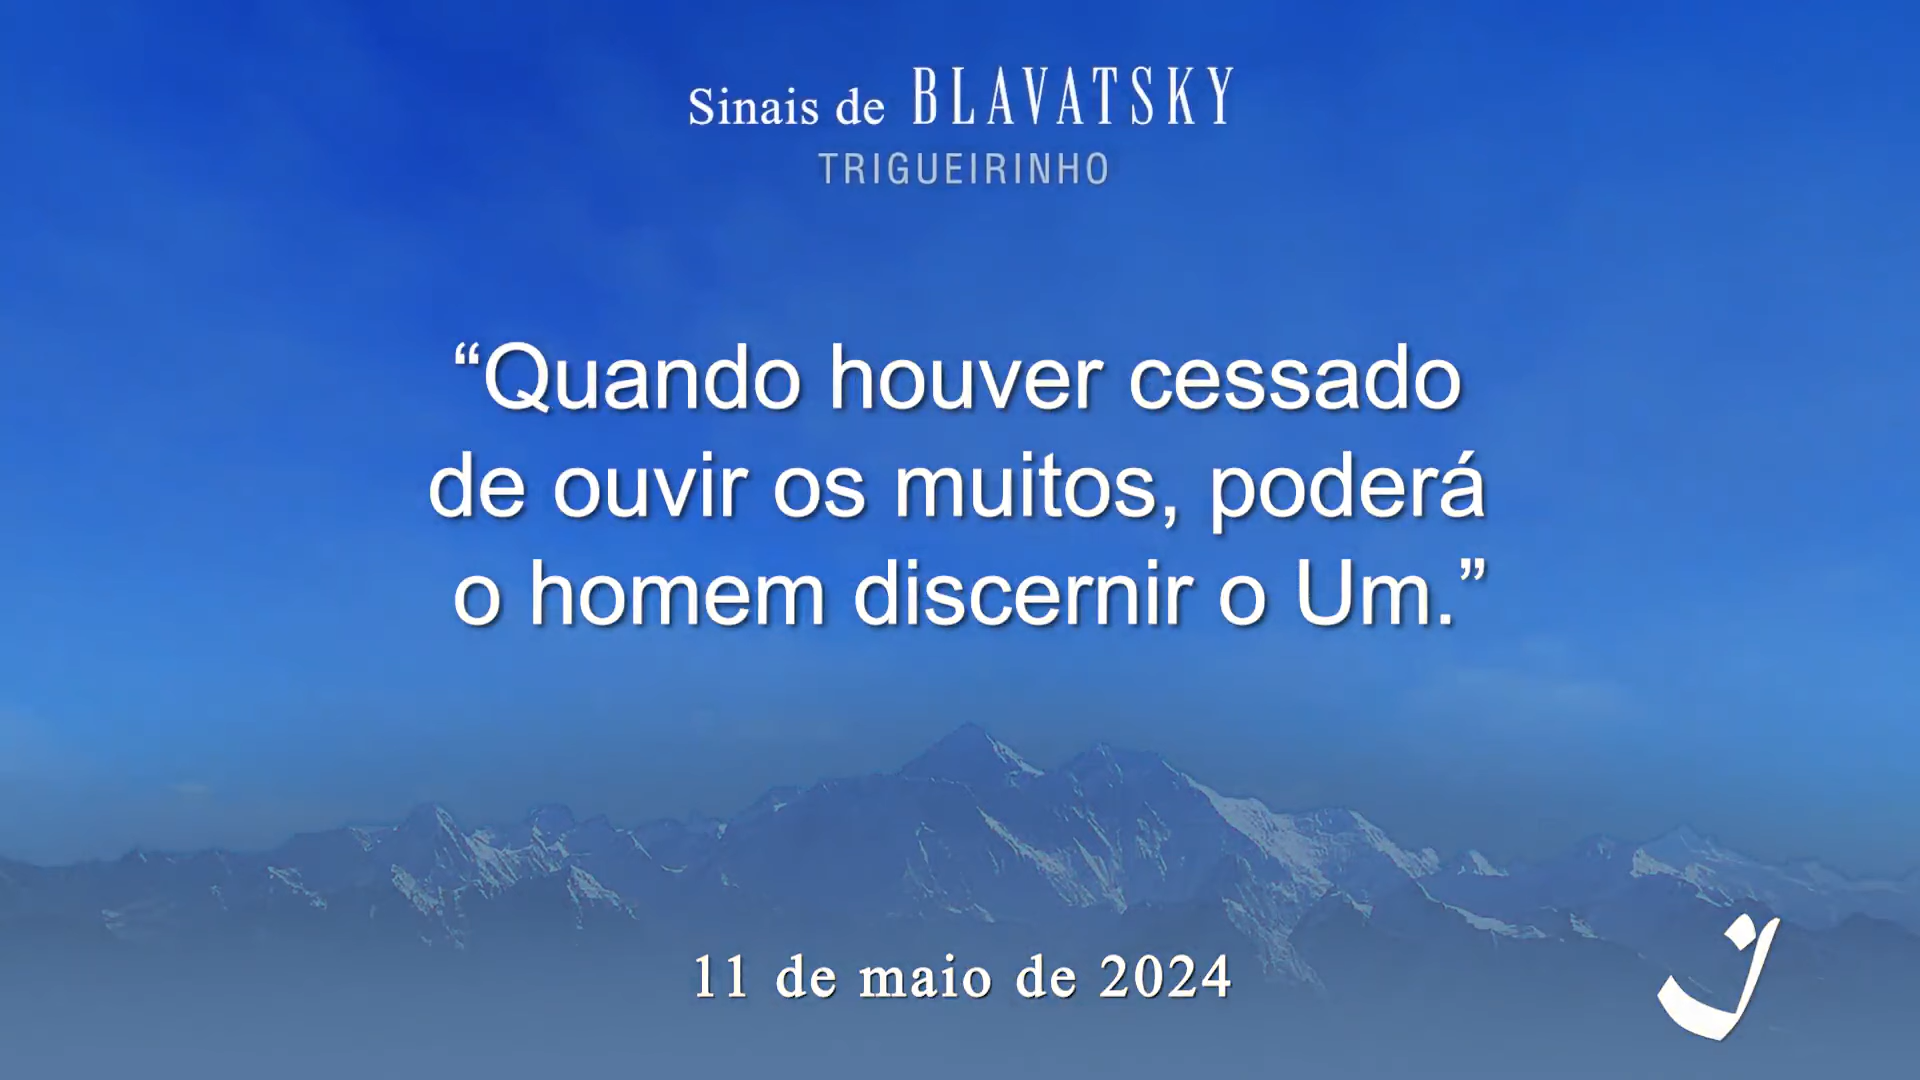 Sinais de BLAVATSKY
TRIGUEIRINHO
“Quando houver cessado
de ouvir os muitos, poderá
o homem discernir o Um.”
11 de maio de 2024